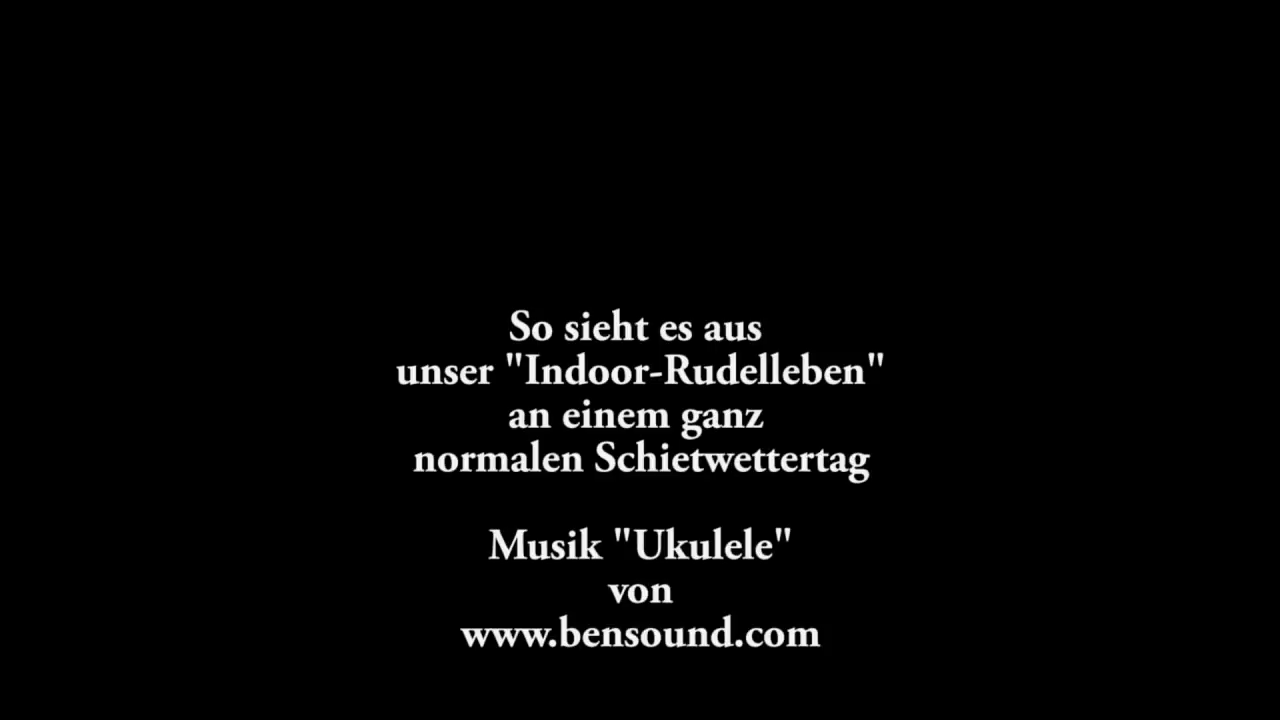 So sieht es aus
unser "Indoor-Rudelleben"
an einem ganz
normalen Schietwettertag
Musik "Ukulele"
von
www.bensound.com